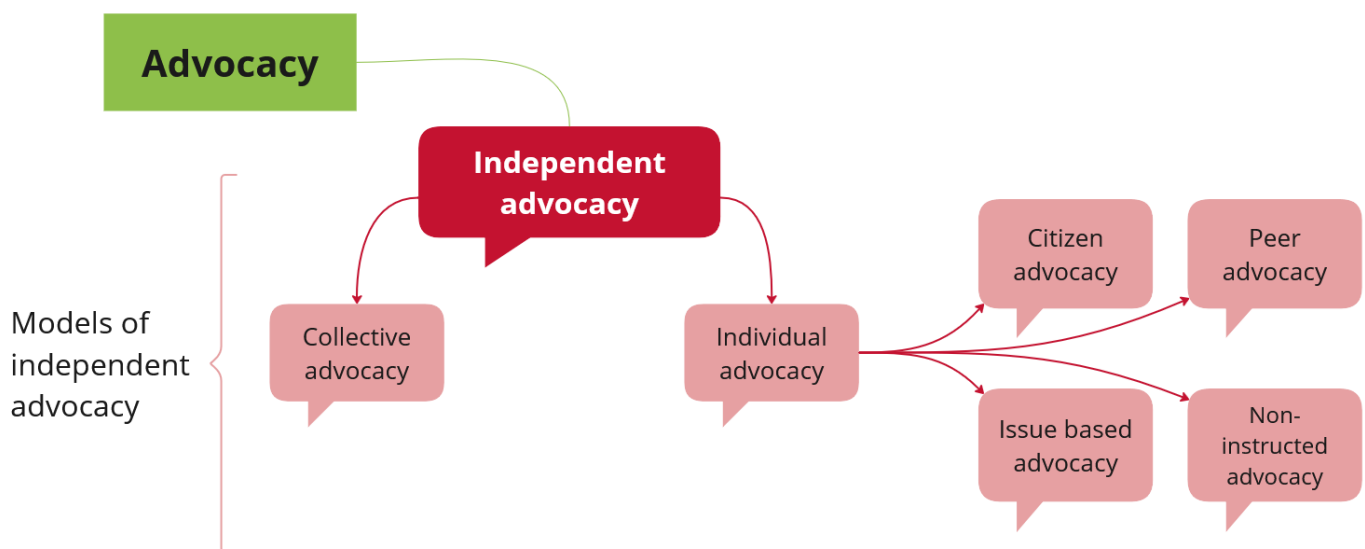 Advocacy
Independent
advocacy
Models of
independent
advocacy
Collective
advocacy
Individual
advocacy
Citizen
advocacy
Peer
advocacy
Issue based
advocacy
Non-
instructed
advocacy